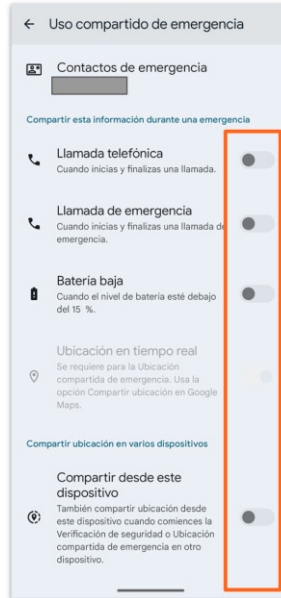 Uso compartido de emergencia
Contactos de emergencia
Compartir esta información durante una emergencia
Llamada telefónica
Cuando inicias y finalizas una llamada.
Llamada de emergencia
Cuando inicias y finalizas una llamada de
emergencia.
Batería baja
Cuando el nivel de batería esté debajo
del 15 %.
Ubicación en tiempo real
Se requiere para la Ubicación
compartida de emergencia. Usa la
opción Compartir ubicación en Google
Maps.
Compartir ubicación en varios dispositivos
Compartir desde este
dispositivo
También compartir ubicación desde
este dispositivo cuando comiences la
Verificación de seguridad o Ubicación
compartida de emergencia en otro
dispositivo.